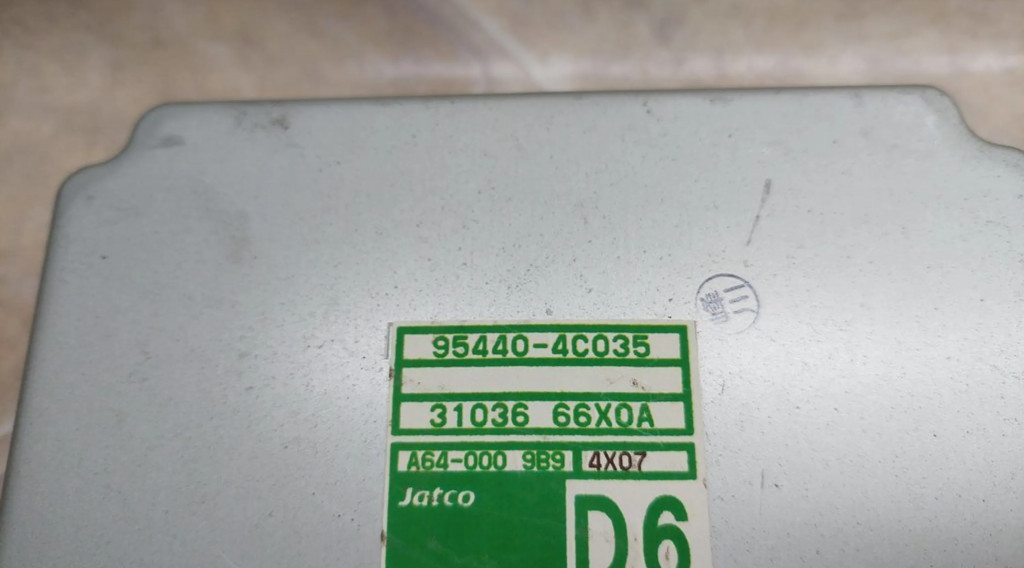 95440-4C035
31036 66X0A
A64-000 9B9 4X07
Jatco
D6